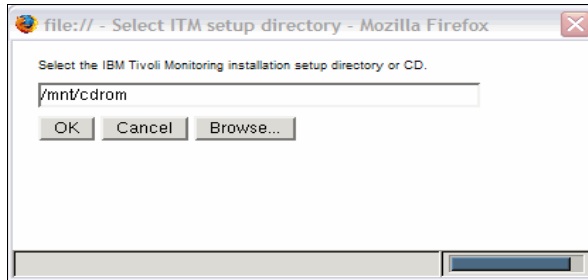 file:// - Select ITM setup directory - Mozilla Firefox
Select the IBM Tivoli Monitoring installation setup directory or CD.
/mnt/cdrom
OK Cancel Browse...